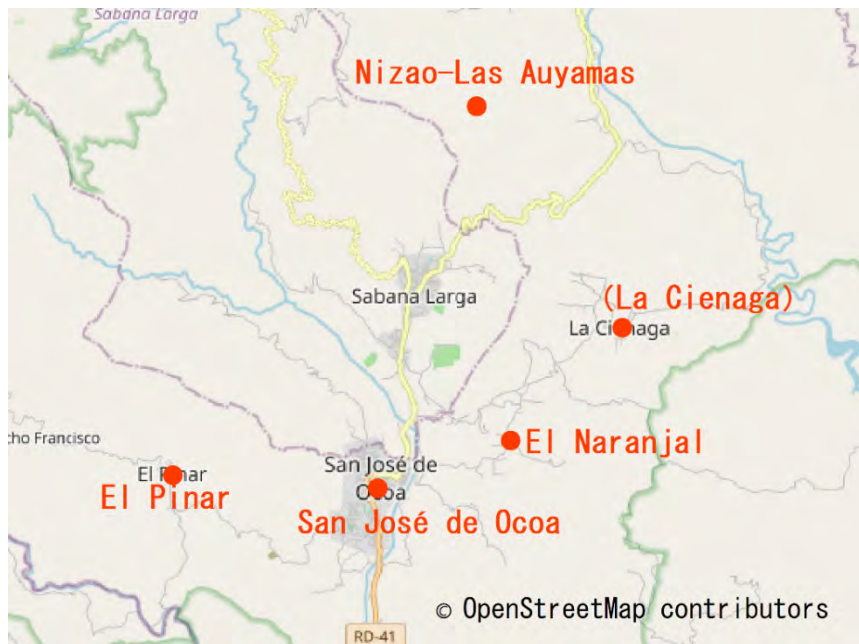 Sabana Larga
Nizao-Las Auyamas
Sabana Larga
(La Cienaga)
La Cienaga
El Naranjal
cho Francisco
El Pinar
El Pinar
San José de
Ocoa
San José de Ocoa
© OpenStreetMap contributors
RD-41